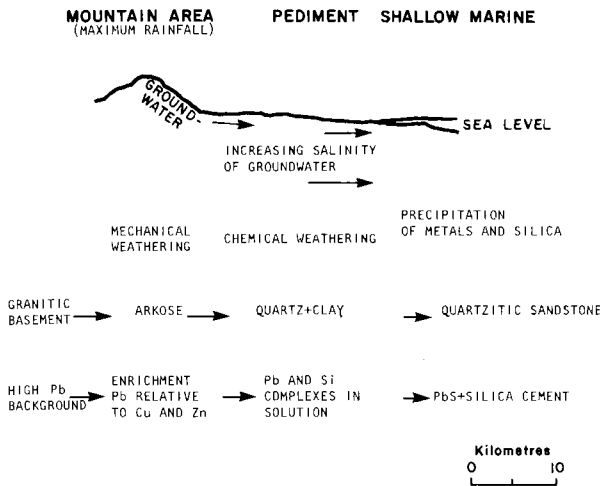 MOUNTAIN AREA
(MAXIMUM RAINFALL)
PEDIMENT
SHALLOW MARINE
GROUND-
WATER
SEA LEVEL
INCREASING SALINITY
OF GROUNDWATER
MECHANICAL
WEATHERING
CHEMICAL WEATHERING
PRECIPITATION
OF METALS AND SILICA
GRANITIC
BASEMENT
ARKOSE
QUARTZ+CLAY
QUARTZITIC SANDSTONE
HIGH Pb
BACKGROUND
ENRICHMENT
Pb RELATIVE
TO Cu AND Zn
Pb AND Si
COMPLEXES IN
SOLUTION
PbS+SILICA CEMENT
Kilometres
0 10